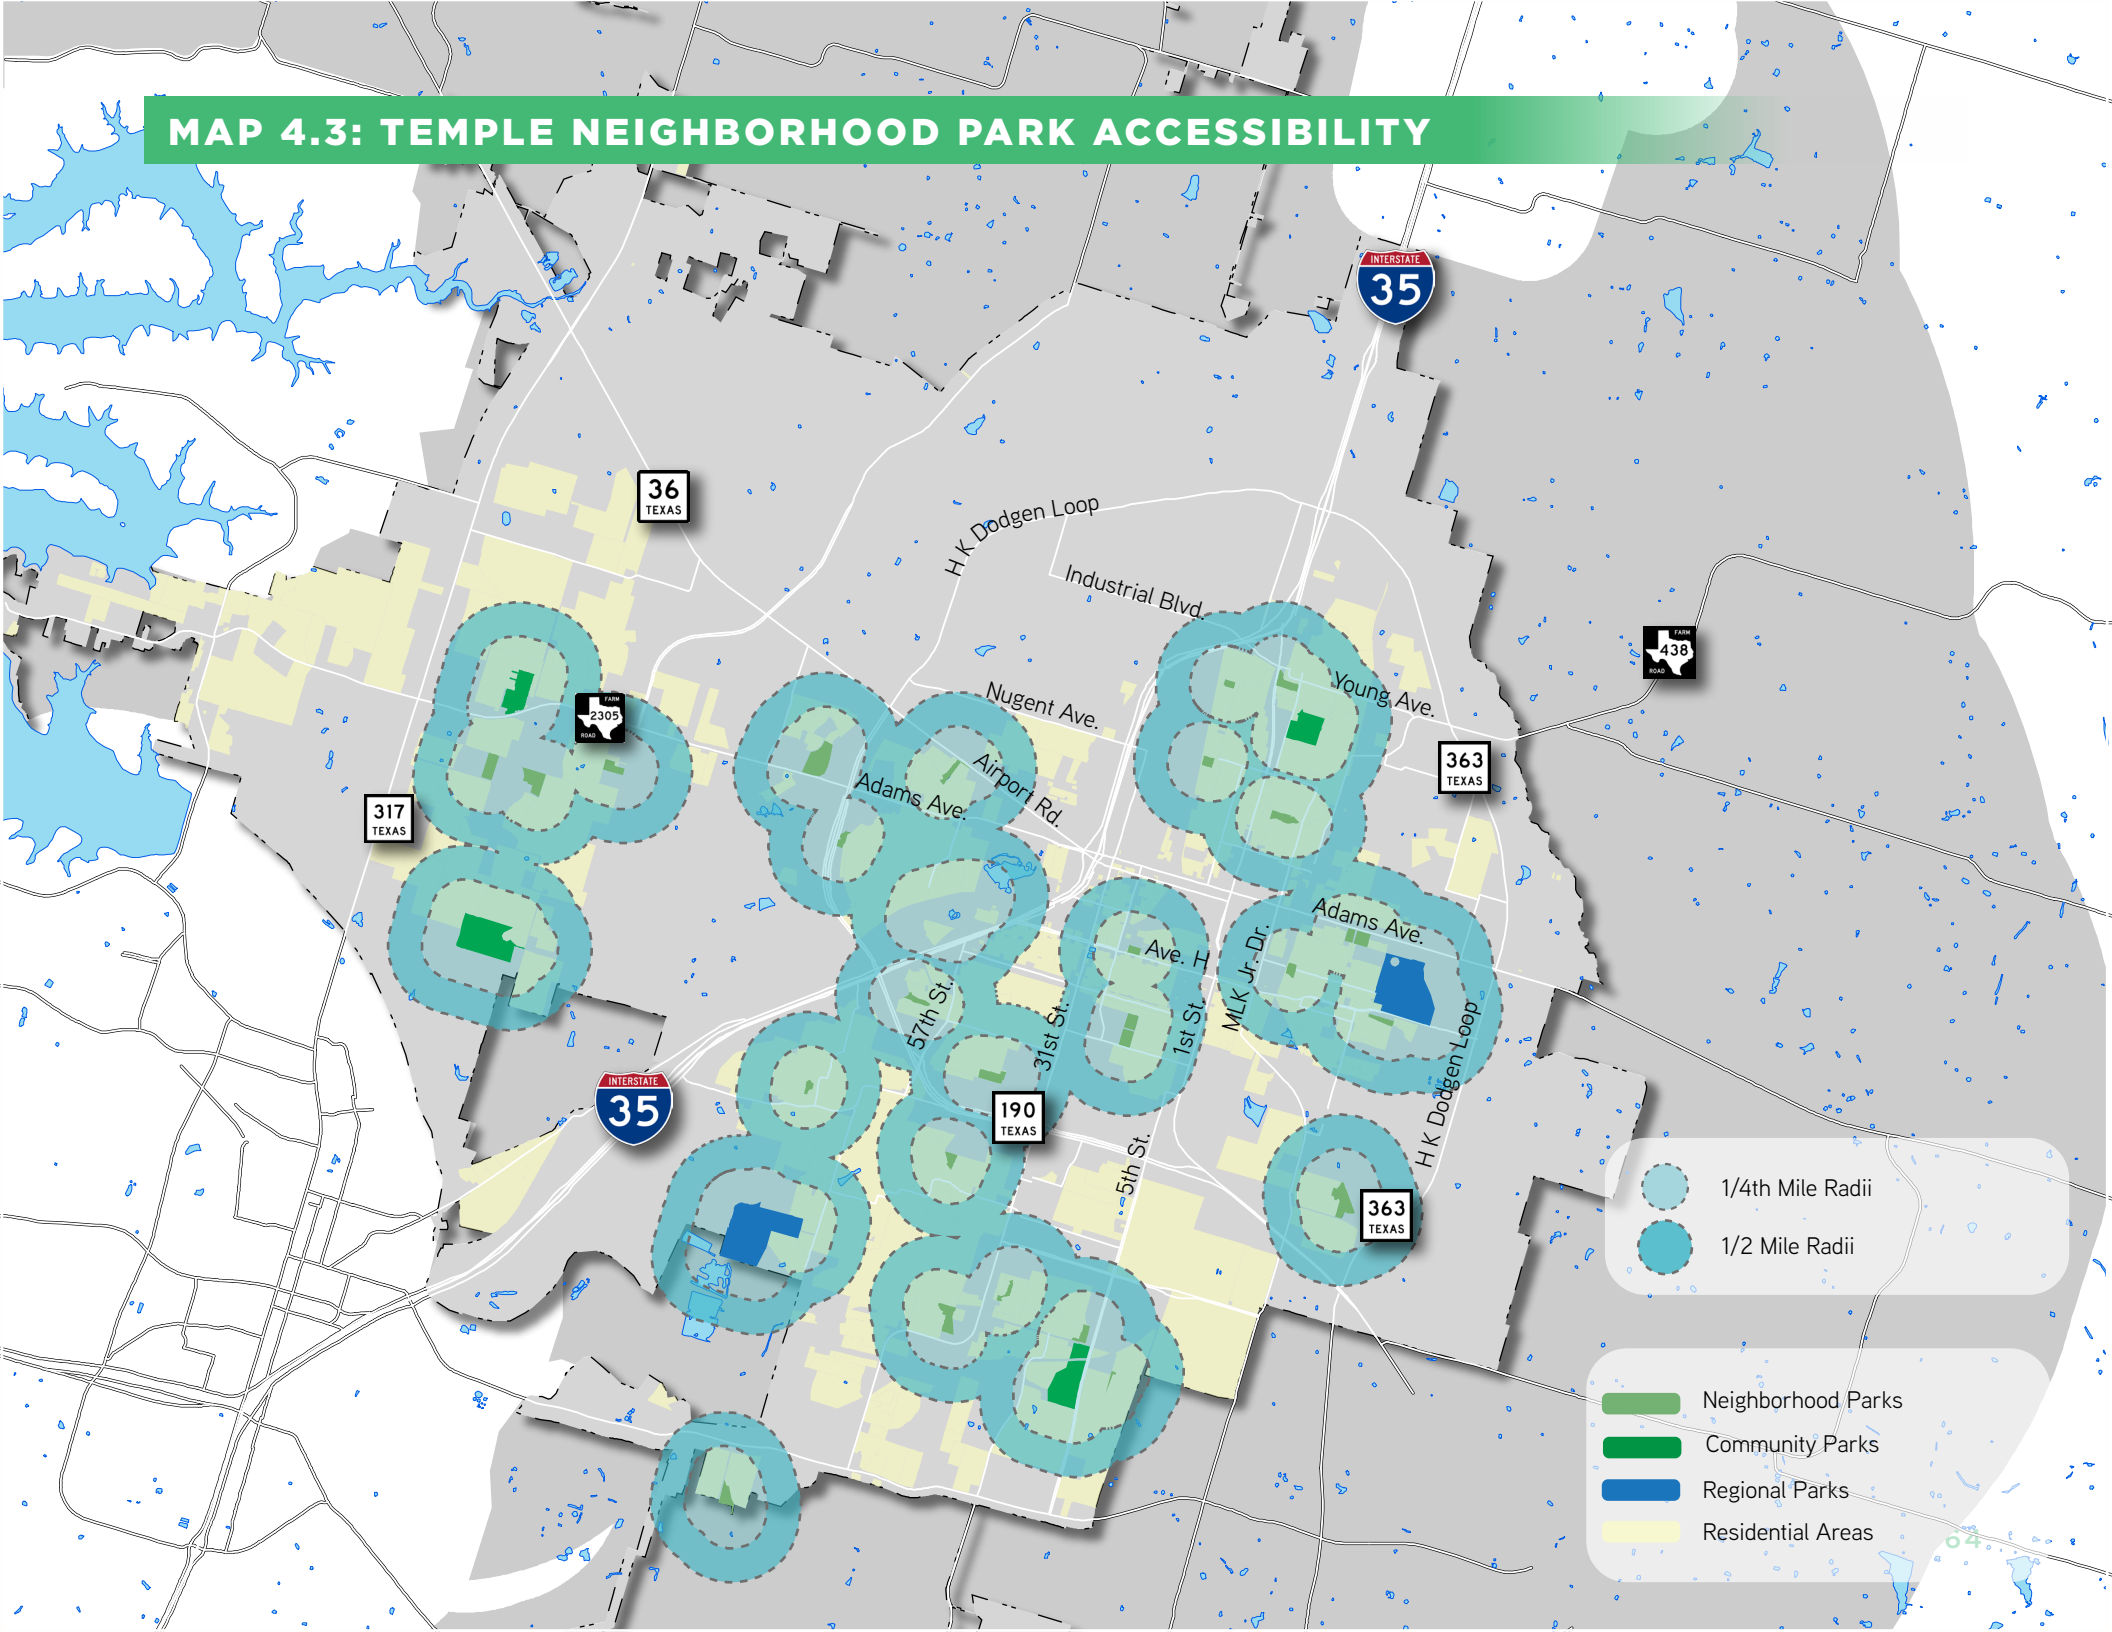 MAP 4.3: TEMPLE NEIGHBORHOOD PARK ACCESSIBILITY
INTERSTATE
35
36
TEXAS
H K Dodgen Loop
Industrial Blvd.
FARM
438
ROAD
Young Ave.
Nugent Ave.
FARM
2305
ROAD
363
TEXAS
Airport Rd.
Adams Ave.
317
TEXAS
Adams Ave.
Ave. H
MLK Jr. Dr.
57th St.
31st St.
1st St.
H K Dodgen Loop
INTERSTATE
35
190
TEXAS
5th St.
363
TEXAS
1/4th Mile Radii
1/2 Mile Radii
Neighborhood Parks
Community Parks
Regional Parks
Residential Areas
64